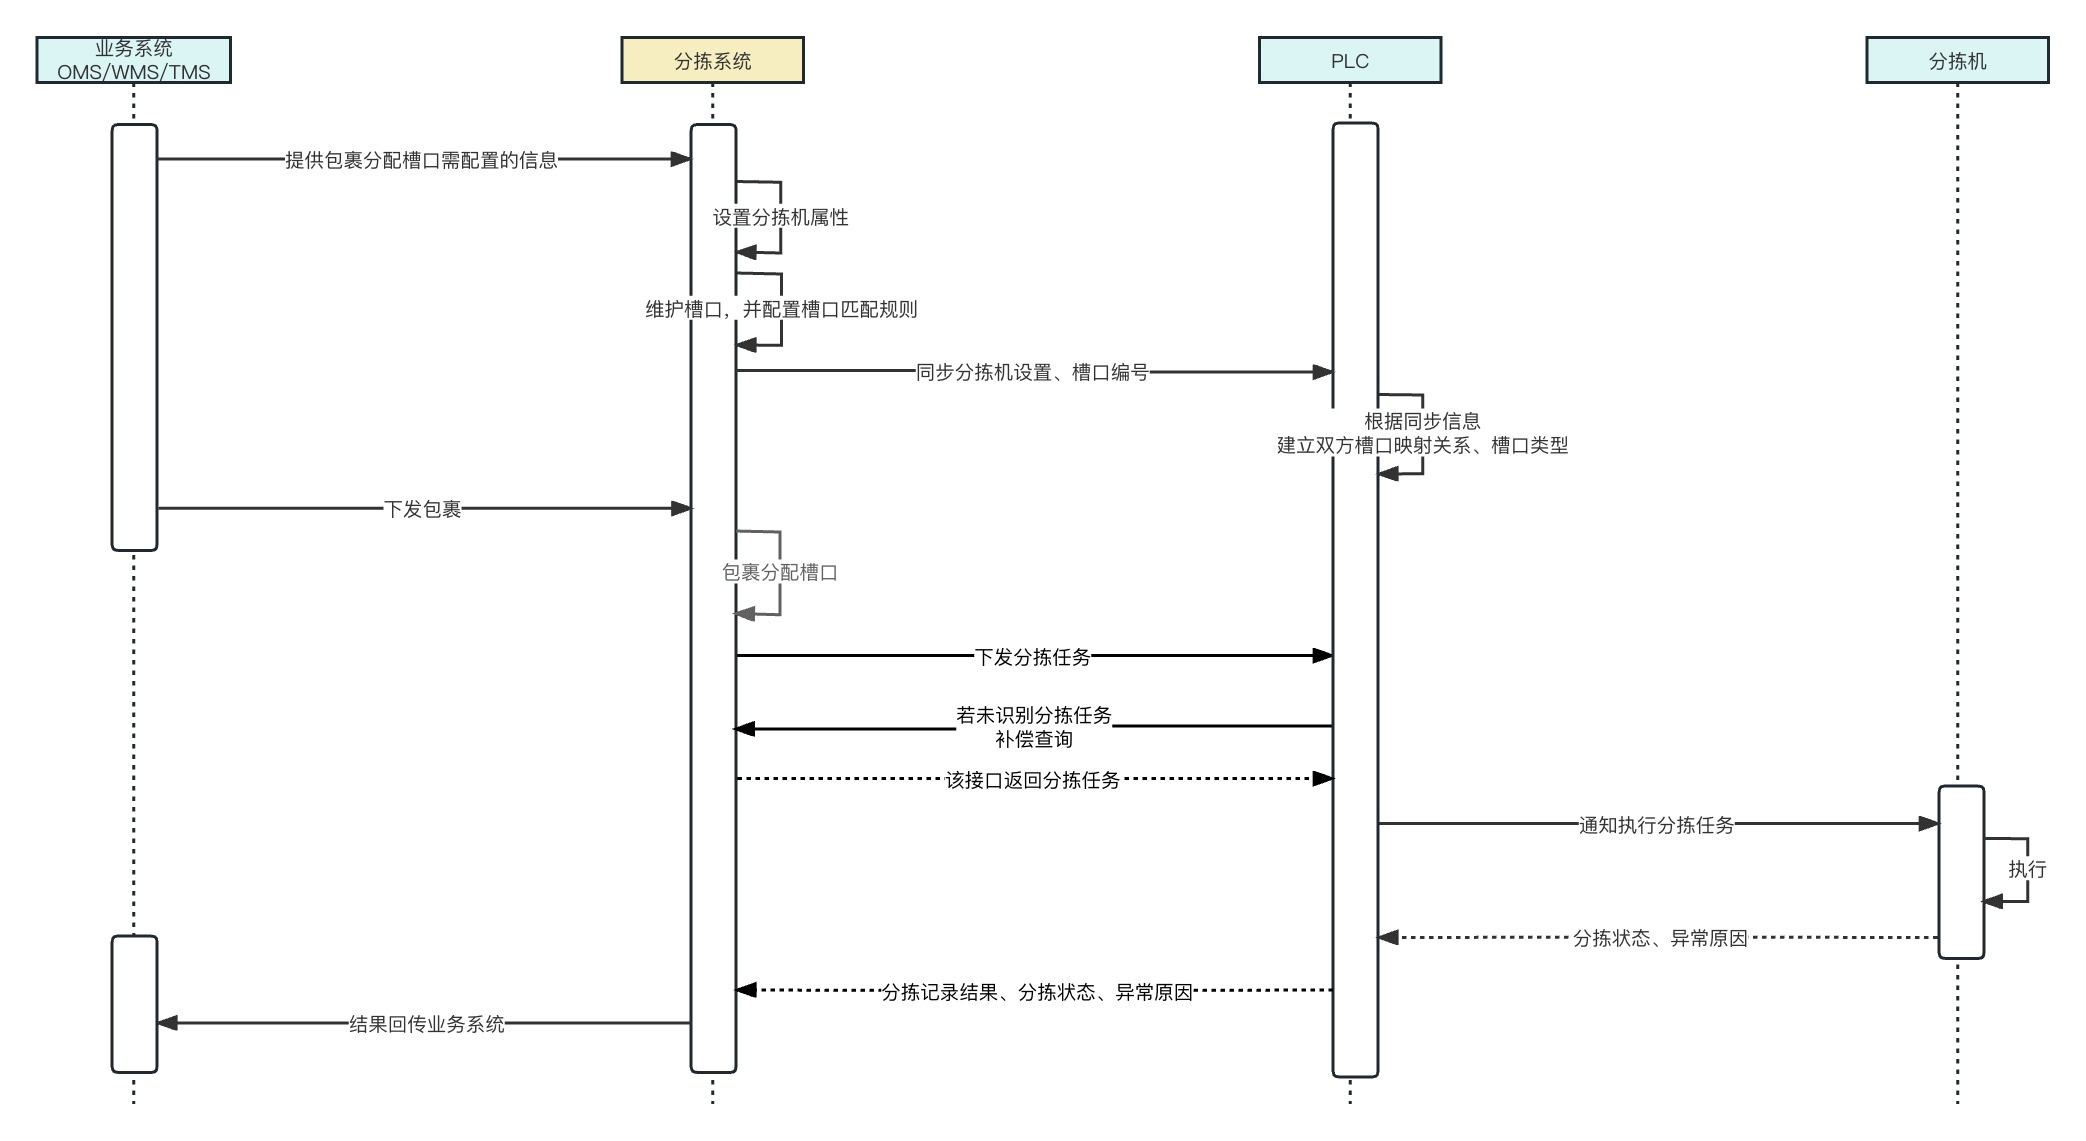 业务系统
OMS/WMS/TMS
分拣系统
PLC
分拣机
提供包裹分配槽口需配置的信息
设置分拣机属性
维护槽口，并配置槽口匹配规则
同步分拣机设置、槽口编号
根据同步信息
建立双方槽口映射关系、槽口类型
下发包裹
包裹分配槽口
下发分拣任务
若未识别分拣任务
补偿查询
该接口返回分拣任务
通知执行分拣任务
执行
分拣状态、异常原因
分拣记录结果、分拣状态、异常原因
结果回传业务系统